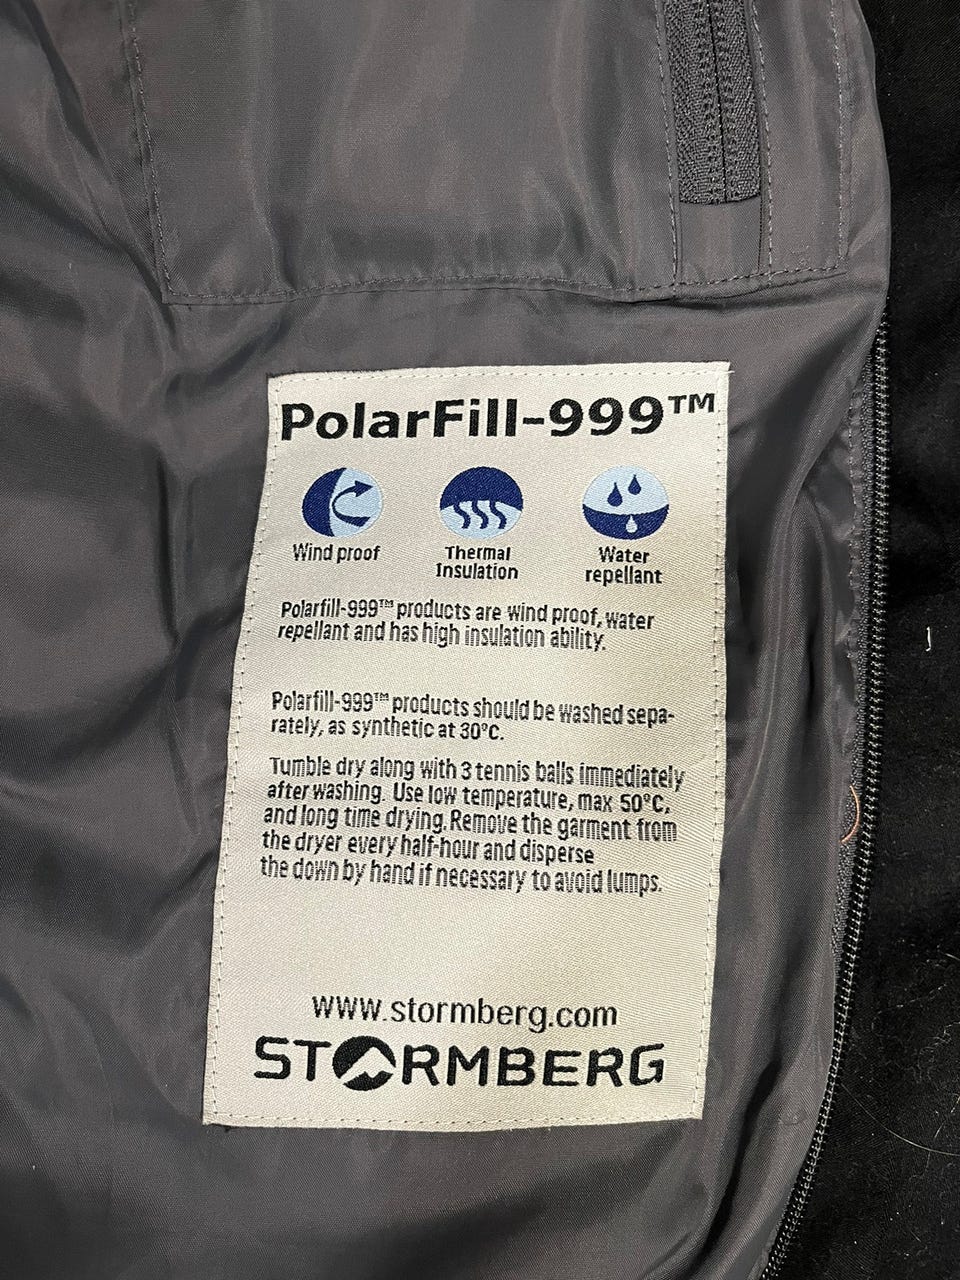 PolarFill-999™
Wind proof
Thermal
Insulation
Water
repellant
Polarfill-999™ products are wind proof, water
repellant and has high insulation ability.
Polarfill-999™ products should be washed sepa-
rately, as synthetic at 30°C.
Tumble dry along with 3 tennis balls immediately
after washing. Use low temperature, max 50°C,
and long time drying. Remove the garment from
the dryer every half-hour and disperse
the down by hand if necessary to avoid lumps.
www.stormberg.com
STORMBERG